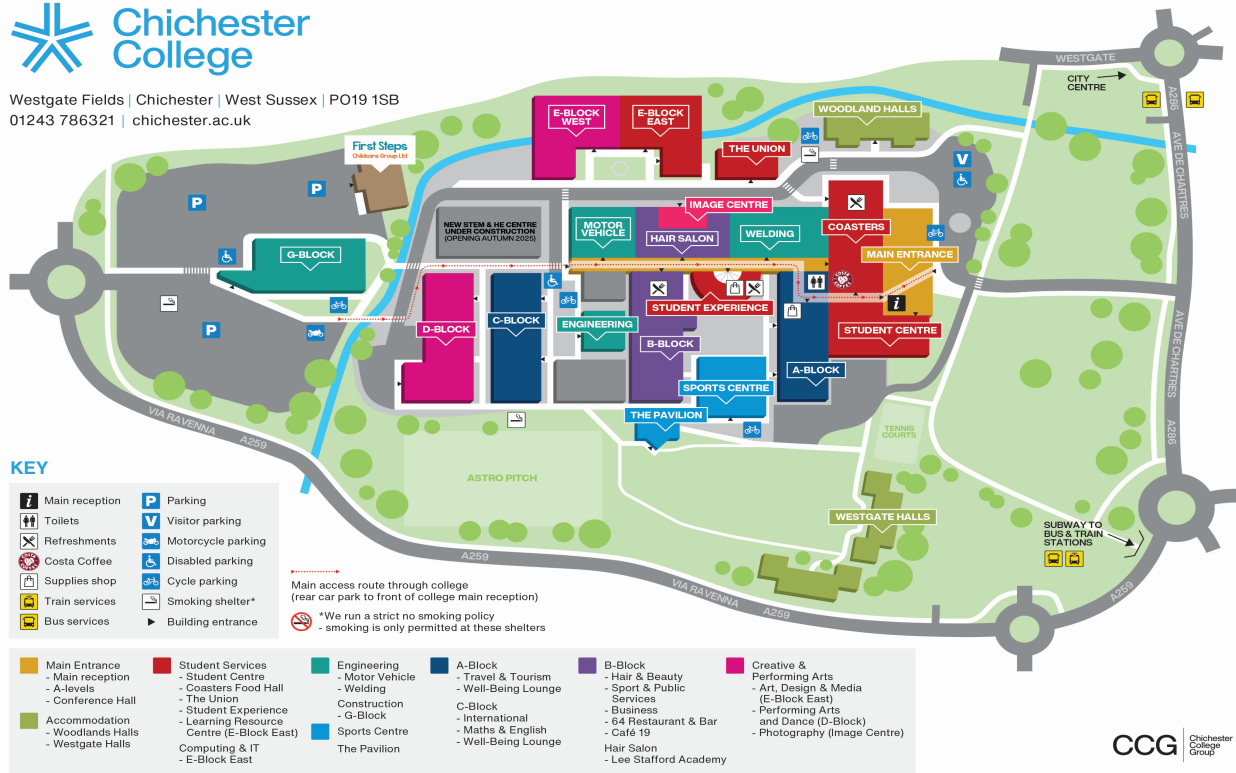 Chichester
College
Westgate Fields | Chichester | West Sussex | PO19 1SB
01243 786321 | chichester.ac.uk
First Steps
Childcare Group Ltd
P
P
P
G-BLOCK
E-BLOCK
WEST
E-BLOCK
EAST
THE UNION
WOODLAND HALLS
WESTGATE
CITY
CENTRE
A286
AVE DE CHARTRES
V
NEW STEM & HE CENTRE
UNDER CONSTRUCTION
(OPENING AUTUMN 2025)
MOTOR
VEHICLE
IMAGE CENTRE
HAIR SALON
WELDING
COASTERS
MAIN ENTRANCE
COSTA
COFFEE
i
STUDENT EXPERIENCE
STUDENT CENTRE
D-BLOCK
C-BLOCK
ENGINEERING
B-BLOCK
A-BLOCK
SPORTS CENTRE
THE PAVILION
AVE DE CHARTRES
A286
TENNIS
COURTS
ASTRO PITCH
WESTGATE HALLS
SUBWAY TO
BUS & TRAIN
STATIONS
VIA RAVENNA
A259
A259
VIA RAVENNA
A259
A259
KEY
i Main reception
Toilets
Refreshments
Costa Coffee
Supplies shop
Train services
Bus services
P Parking
V Visitor parking
Motorcycle parking
Disabled parking
Cycle parking
Smoking shelter*
Building entrance
Main access route through college
(rear car park to front of college main reception)
*We run a strict no smoking policy
- smoking is only permitted at these shelters
Main Entrance
- Main reception
- A-levels
- Conference Hall
Accommodation
- Woodlands Halls
- Westgate Halls
Student Services
- Student Centre
- Coasters Food Hall
- The Union
- Student Experience
- Learning Resource
Centre (E-Block East)
Computing & IT
- E-Block East
Engineering
- Motor Vehicle
- Welding
Construction
- G-Block
Sports Centre
The Pavilion
A-Block
- Travel & Tourism
- Well-Being Lounge
C-Block
- International
- Maths & English
- Well-Being Lounge
B-Block
- Hair & Beauty
- Sport & Public
Services
- Business
- 64 Restaurant & Bar
- Café 19
Hair Salon
- Lee Stafford Academy
Creative &
Performing Arts
- Art, Design & Media
(E-Block East)
- Performing Arts
and Dance (D-Block)
- Photography (Image Centre)
CCG | Chichester
College
Group